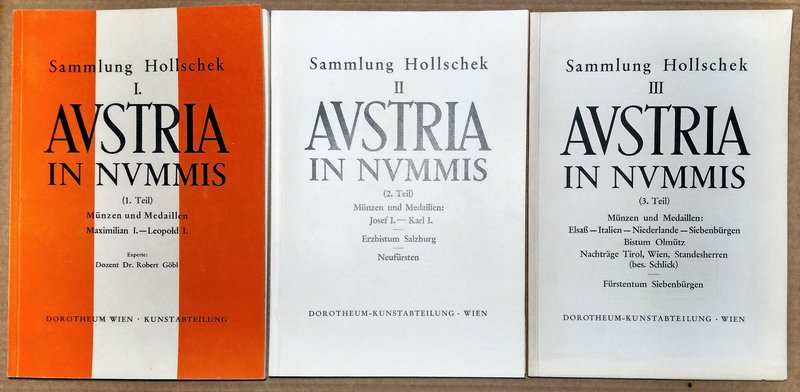 Sammlung Hollschek
I.
AVSTRIA
IN NVMMIS
(1. Teil)
Münzen und Medaillen
Maximilian I.—Leopold I.
Experte:
Dozent Dr. Robert Göbl
DOROTHEUM WIEN · KUNSTABTEILUNG
Sammlung Hollschek
II
AVSTRIA
IN NVMMIS
(2. Teil)
Münzen und Medaillen:
Josef I.—Karl I.
Erzbistum Salzburg
Neufürsten
DOROTHEUM-KUNSTABTEILUNG · WIEN
Sammlung Hollschek
III
AVSTRIA
IN NVMMIS
(3. Teil)
Münzen und Medaillen:
Elsaß—Italien—Niederlande—Siebenbürgen
Bistum Olmütz
Nachträge Tirol, Wien, Standesherren
(bes. Schlick)
Fürstentum Siebenbürgen
DOROTHEUM-KUNSTABTEILUNG · WIEN